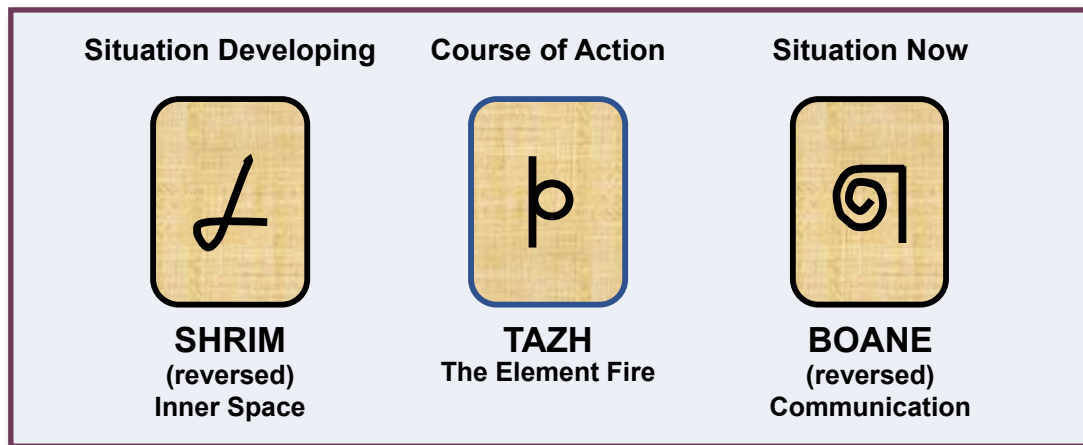 Situation Developing
Course of Action
Situation Now
SHRIM
(reversed)
Inner Space
TAZH
The Element Fire
BOANE
(reversed)
Communication